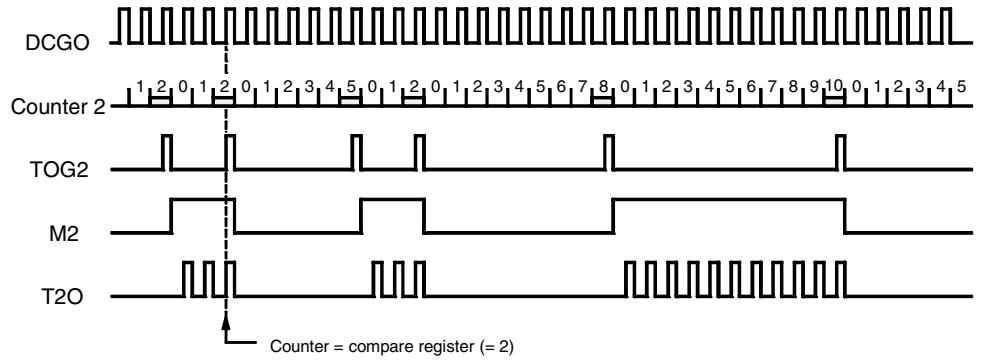 DCGO
Counter 2 1 2 0 1 2 0 1 2 3 4 5 0 1 2 0 1 2 3 4 5 6 7 8 0 1 2 3 4 5 6 7 8 9 10 0 1 2 3 4 5
TOG2
M2
T2O
Counter = compare register (= 2)